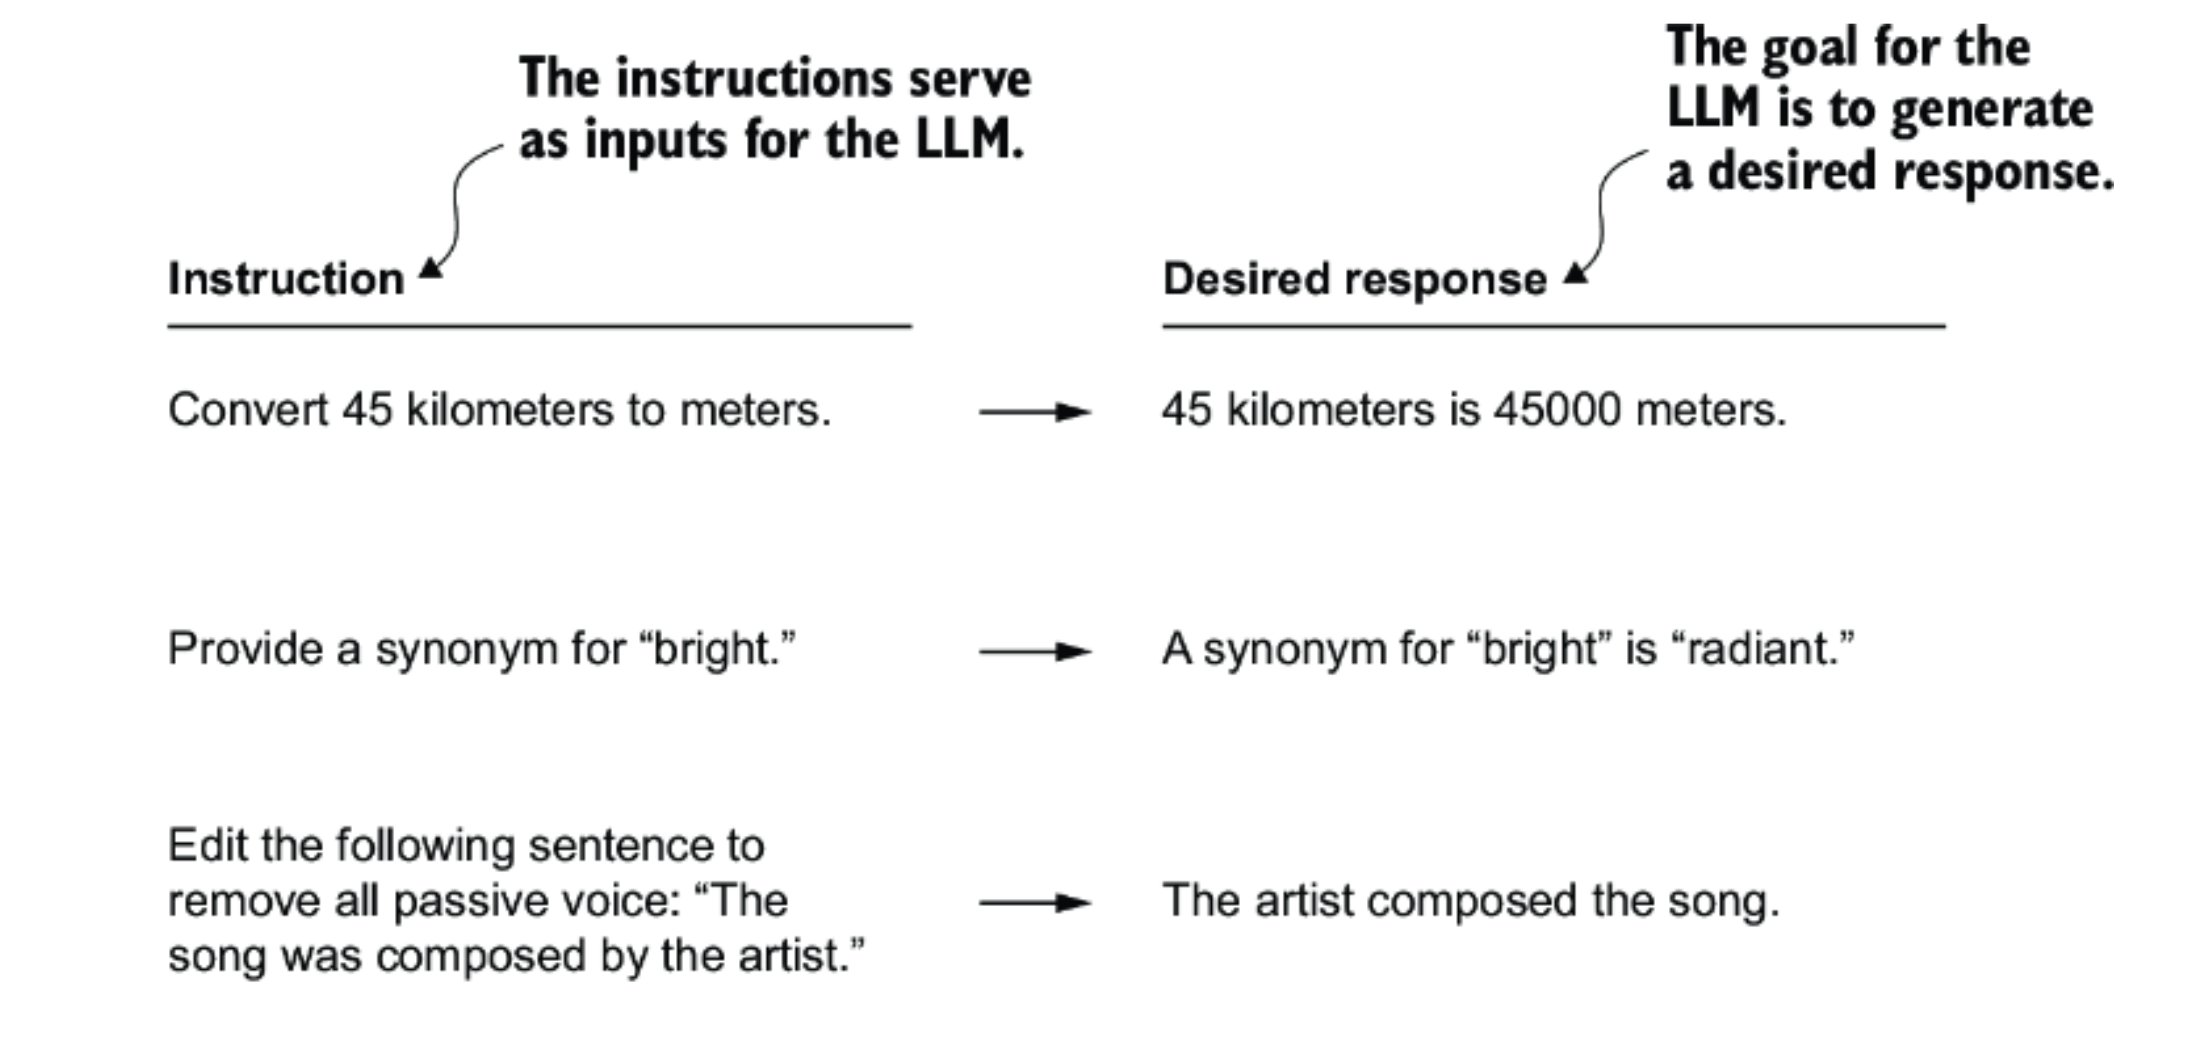 The instructions serve
as inputs for the LLM.
The goal for the
LLM is to generate
a desired response.
Instruction
Desired response
Convert 45 kilometers to meters.
45 kilometers is 45000 meters.
Provide a synonym for “bright.”
A synonym for “bright” is “radiant.”
Edit the following sentence to
remove all passive voice: “The
song was composed by the artist.”
The artist composed the song.